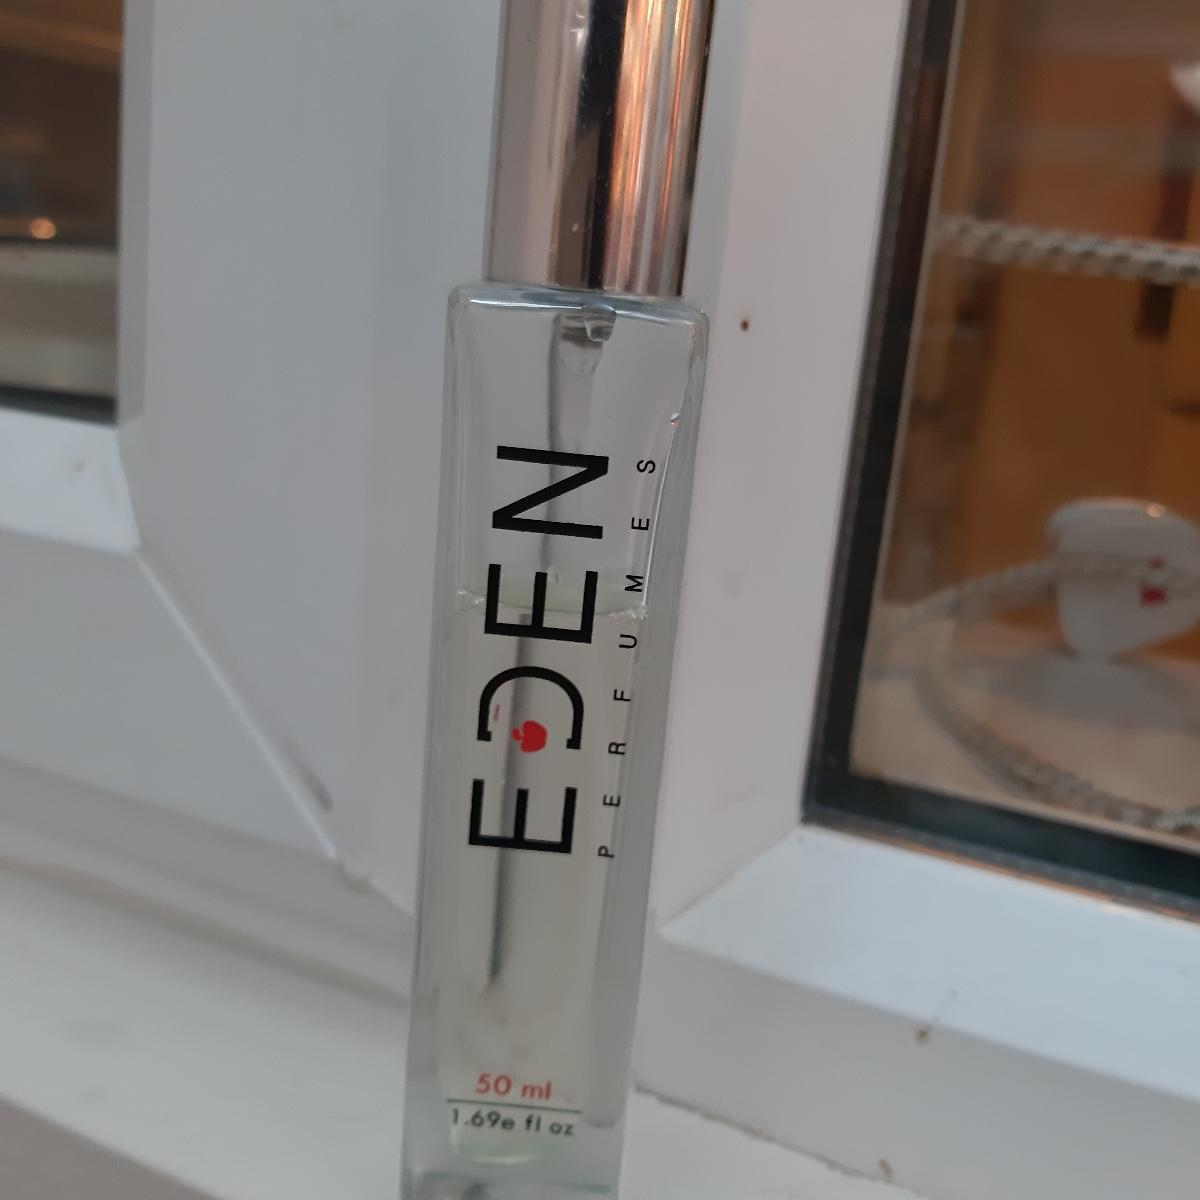 EDEN
PERFUMES
50 ml
1.69e fl oz